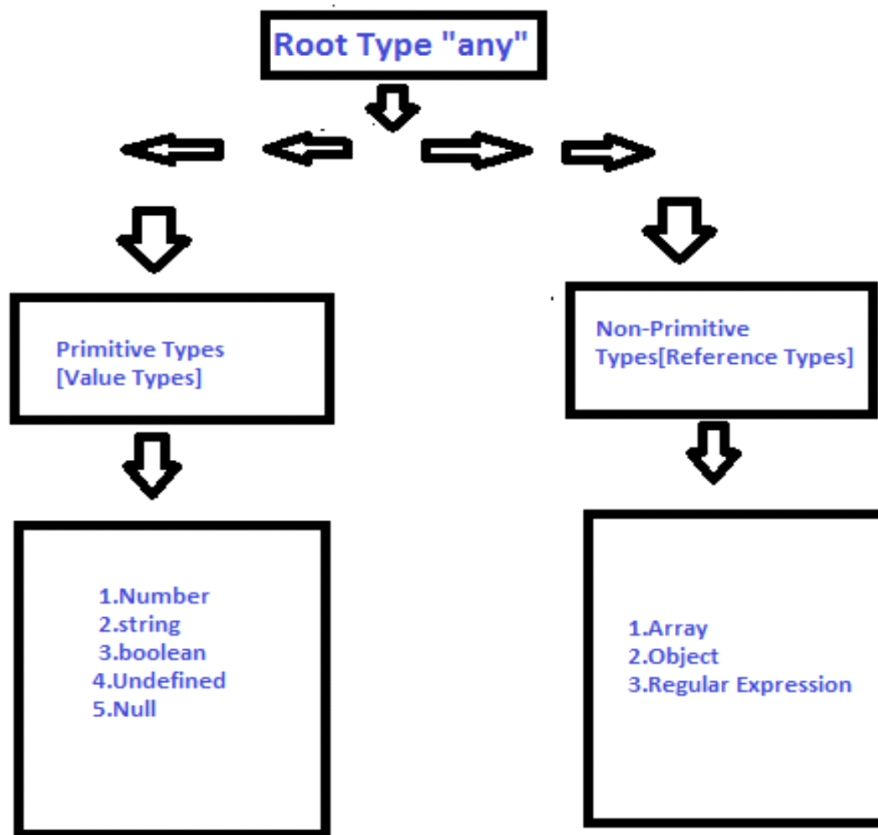 Root Type "any"
Primitive Types
[Value Types]
Non-Primitive
Types[Reference Types]
1.Number
2.string
3.boolean
4.Undefined
5.Null
1.Array
2.Object
3.Regular Expression